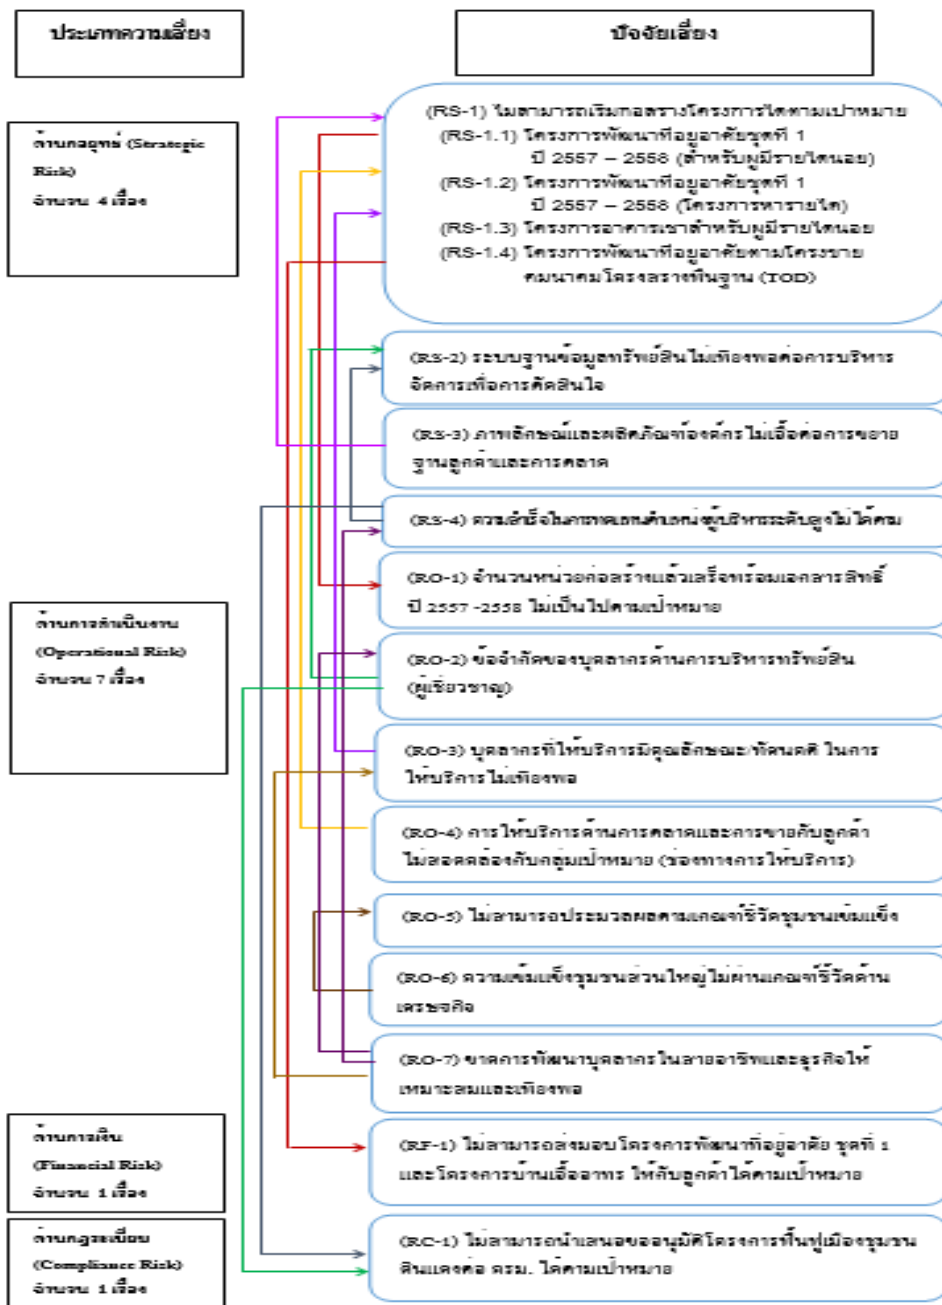 ประเภทความเสี่ยง
ปัจจัยเสี่ยง
ด้านกลยุทธ์ (Strategic
Risk)
จำนวน 4 เรื่อง
(RS-1) ไม่สามารถเริ่มก่อสร้างโครงการได้ตามเป้าหมาย
(RS-1.1) โครงการพัฒนาที่อยู่อาศัยชุดที่ 1
ปี 2557 – 2558 (สำหรับผู้มีรายได้น้อย)
(RS-1.2) โครงการพัฒนาที่อยู่อาศัยชุดที่ 1
ปี 2557 – 2558 (โครงการหารายได้)
(RS-1.3) โครงการอาคารเช่าสำหรับผู้มีรายได้น้อย
(RS-1.4) โครงการพัฒนาที่อยู่อาศัยตามโครงข่าย
คมนาคมโครงสร้างพื้นฐาน (TOD)
(RS-2) ระบบฐานข้อมูลทรัพย์สินไม่เพียงพอต่อการบริหาร
จัดการเพื่อการตัดสินใจ
(RS-3) ภาพลักษณ์และผลิตภัณฑ์องค์กรไม่เอื้อต่อการขยาย
ฐานลูกค้าและการตลาด
(RS-4) ความสำเร็จในการทดแทนตำแหน่งผู้บริหารระดับสูงไม่ได้ตาม
(RO-1) จำนวนหน่วยก่อสร้างแล้วเสร็จพร้อมเอกสารสิทธิ์
ปี 2557 -2558 ไม่เป็นไปตามเป้าหมาย
ด้านการดำเนินงาน
(Operational Risk)
จำนวน 7 เรื่อง
(RO-2) ข้อจำกัดของบุคลากรด้านการบริหารทรัพย์สิน
(ผู้เชี่ยวชาญ)
(RO-3) บุคลากรที่ให้บริการมีคุณลักษณะ/ทัศนคติ ในการ
ให้บริการไม่เพียงพอ
(RO-4) การให้บริการด้านการตลาดและการขายกับลูกค้า
ไม่สอดคล้องกับกลุ่มเป้าหมาย (ช่องทางการให้บริการ)
(RO-5) ไม่สามารถประมวลผลตามเกณฑ์ชี้วัดชุมชนเข้มแข็ง
(RO-6) ความเข้มแข็งชุมชนส่วนใหญ่ไม่ผ่านเกณฑ์ชี้วัดด้าน
เศรษฐกิจ
(RO-7) ขาดการพัฒนาบุคลากรในสายอาชีพและธุรกิจให้
เหมาะสมและเพียงพอ
ด้านการเงิน
(Financial Risk)
จำนวน 1 เรื่อง
(RF-1) ไม่สามารถส่งมอบโครงการพัฒนาที่อยู่อาศัย ชุดที่ 1
และโครงการบ้านเอื้ออาทร ให้กับลูกค้าได้ตามเป้าหมาย
ด้านกฎระเบียบ
(Compliance Risk)
จำนวน 1 เรื่อง
(RC-1) ไม่สามารถนำเสนอขออนุมัติโครงการฟื้นฟูเมืองชุมชน
ดินแดงต่อ ครม. ได้ตามเป้าหมาย